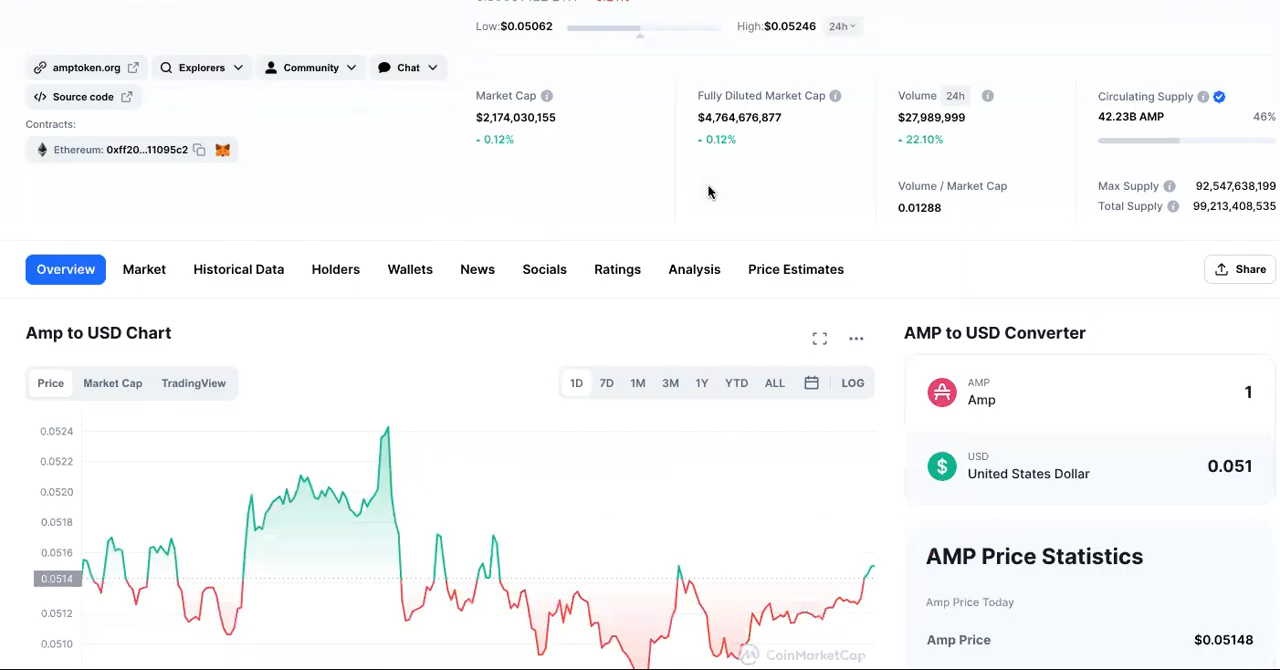 Low:$0.05062 High:$0.05246 24h
amptoken.org Explorers Community Chat
Source code
Contracts:
Ethereum: 0xff20...11095c2
Market Cap
$2,174,030,155
0.12%
Fully Diluted Market Cap
$4,764,676,877
0.12%
Volume 24h
$27,989,999
22.10%
Volume / Market Cap
0.01288
Circulating Supply
42.23B AMP 46%
Max Supply 92,547,638,199
Total Supply 99,213,408,535
Overview Market Historical Data Holders Wallets News Socials Ratings Analysis Price Estimates Share
Amp to USD Chart
Price Market Cap TradingView
1D 7D 1M 3M 1Y YTD ALL LOG
0.0524
0.0522
0.0520
0.0518
0.0516
0.0514
0.0512
0.0510
CoinMarketCap
AMP to USD Converter
AMP
Amp 1
USD
United States Dollar 0.051
AMP Price Statistics
Amp Price Today
Amp Price $0.05148